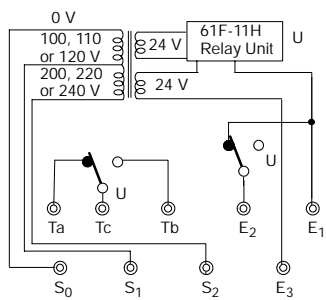 0 V
100, 110
or 120 V
200, 220
or 240 V
24 V
24 V
61F-11H
Relay Unit
U
U
U
Ta Tc Tb E2 E1
S0 S1 S2 E3